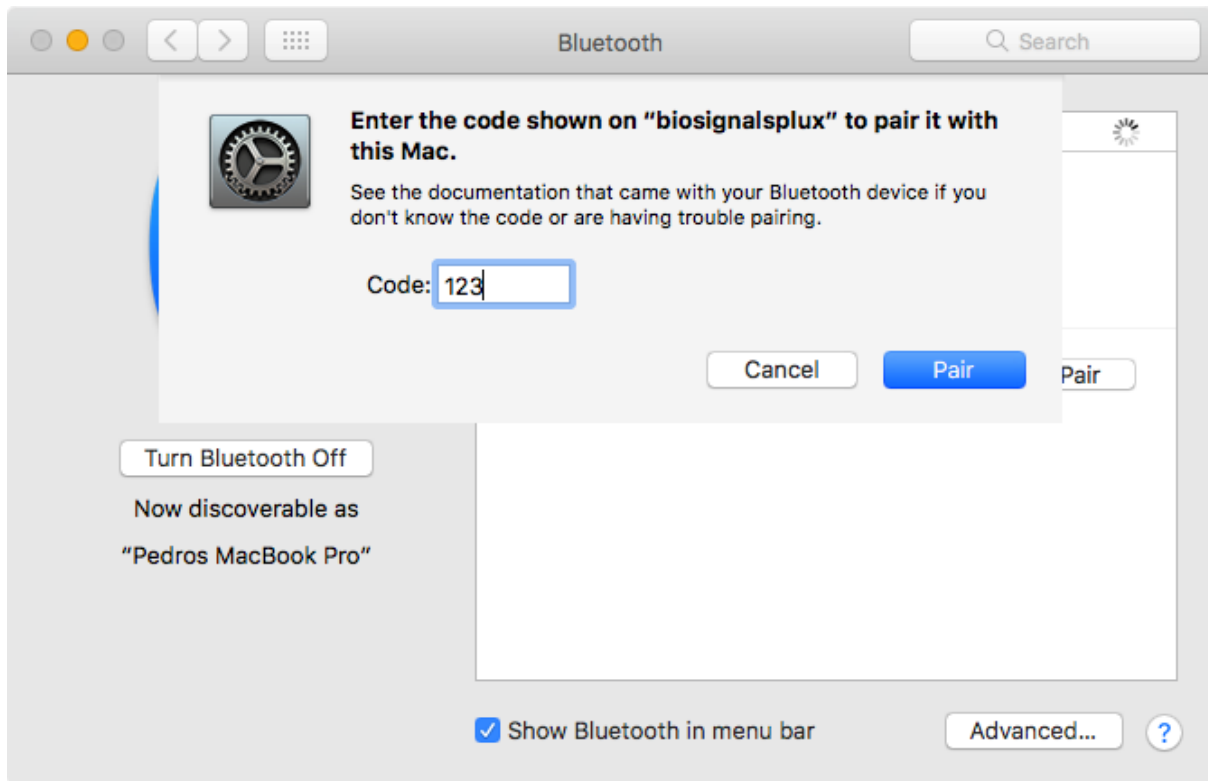 Bluetooth
Search
Enter the code shown on “biosignalsplux” to pair it with
this Mac.
See the documentation that came with your Bluetooth device if you
don't know the code or are having trouble pairing.
Code: 123
Cancel
Pair
Pair
Turn Bluetooth Off
Now discoverable as
“Pedros MacBook Pro”
Show Bluetooth in menu bar
Advanced...
?